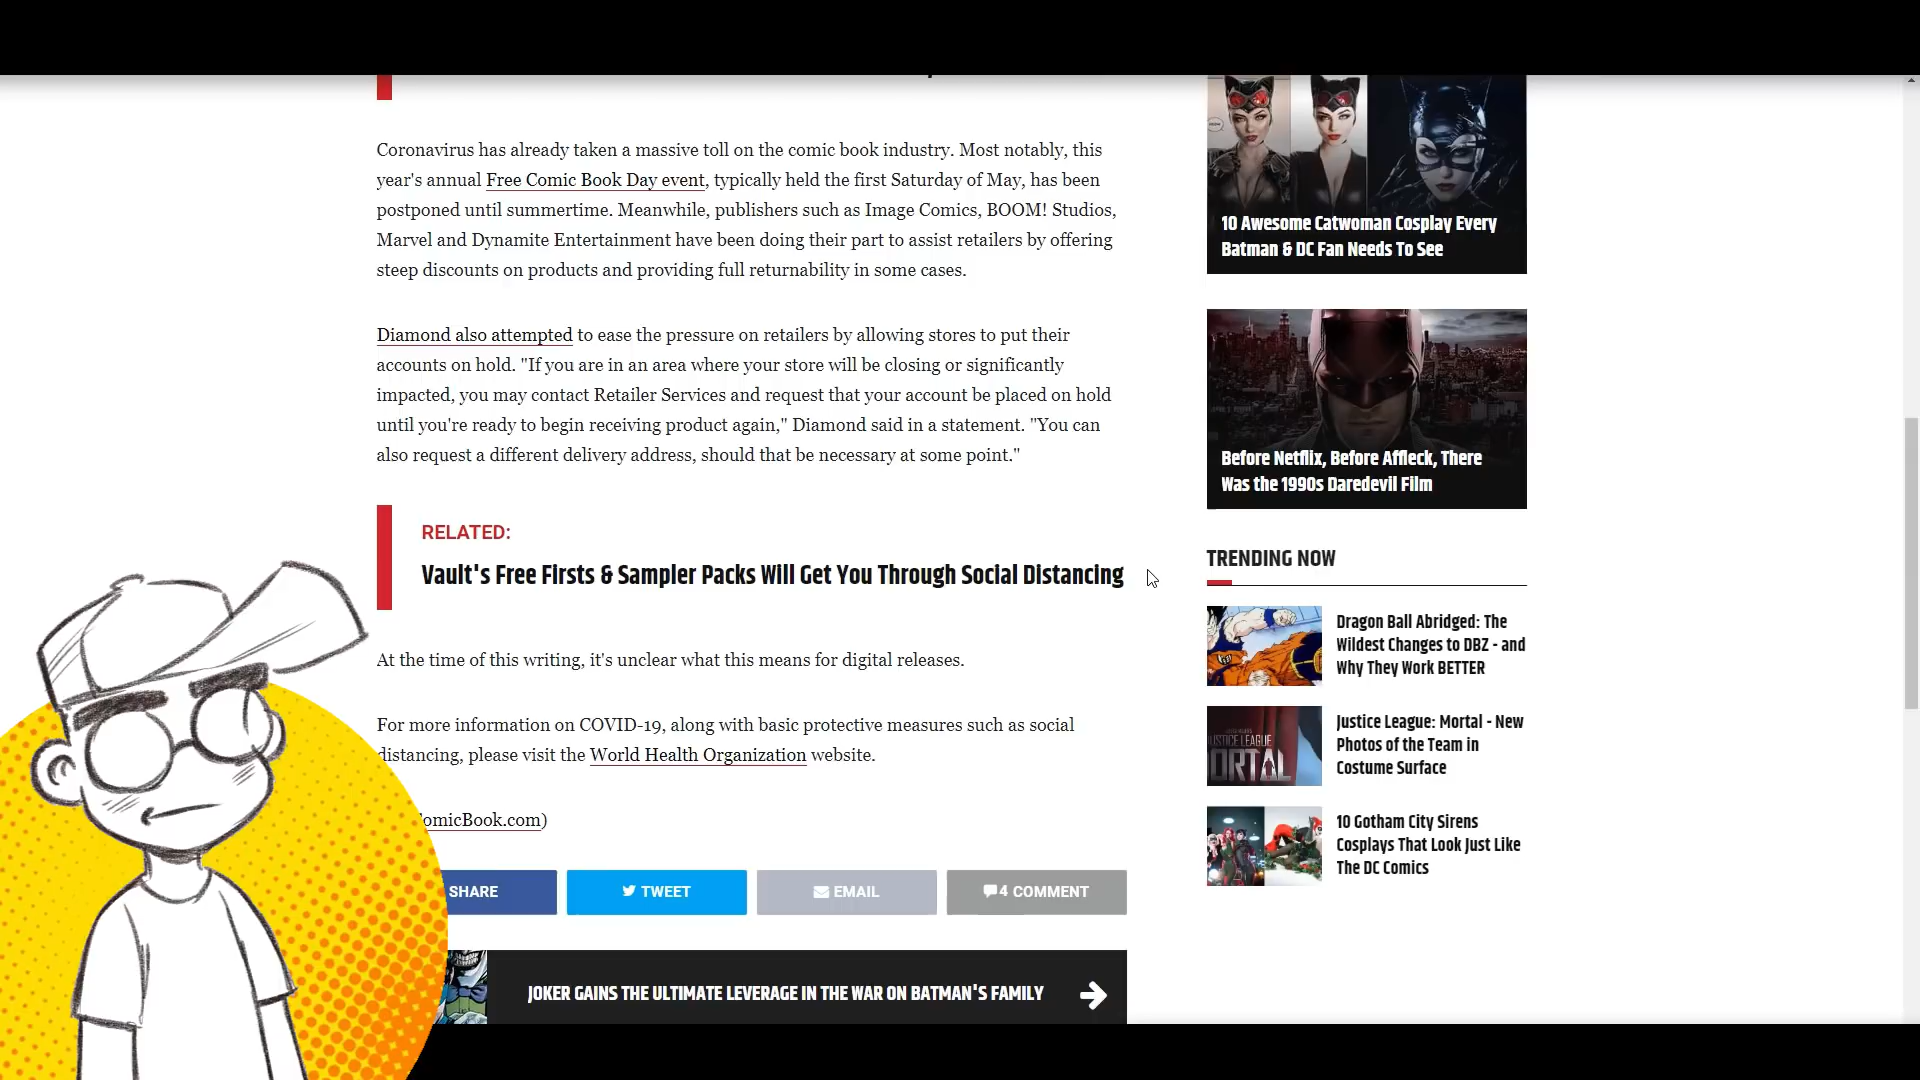 Coronavirus has already taken a massive toll on the comic book industry. Most notably, this
year's annual Free Comic Book Day event, typically held the first Saturday of May, has been
postponed until summertime. Meanwhile, publishers such as Image Comics, BOOM! Studios,
Marvel and Dynamite Entertainment have been doing their part to assist retailers by offering
steep discounts on products and providing full returnability in some cases.
Diamond also attempted to ease the pressure on retailers by allowing stores to put their
accounts on hold. "If you are in an area where your store will be closing or significantly
impacted, you may contact Retailer Services and request that your account be placed on hold
until you're ready to begin receiving product again," Diamond said in a statement. "You can
also request a different delivery address, should that be necessary at some point."
RELATED:
Vault's Free Firsts & Sampler Packs Will Get You Through Social Distancing
At the time of this writing, it's unclear what this means for digital releases.
For more information on COVID-19, along with basic protective measures such as social
distancing, please visit the World Health Organization website.
omicBook.com)
SHARE
TWEET
EMAIL
4 COMMENT
JOKER GAINS THE ULTIMATE LEVERAGE IN THE WAR ON BATMAN'S FAMILY
10 Awesome Catwoman Cosplay Every
Batman & DC Fan Needs To See
Before Netflix, Before Affleck, There
Was the 1990s Daredevil Film
TRENDING NOW
Dragon Ball Abridged: The
Wildest Changes to DBZ - and
Why They Work BETTER
JUSTICE LEAGUE
MORTAL
Justice League: Mortal - New
Photos of the Team in
Costume Surface
10 Gotham City Sirens
Cosplays That Look Just Like
The DC Comics